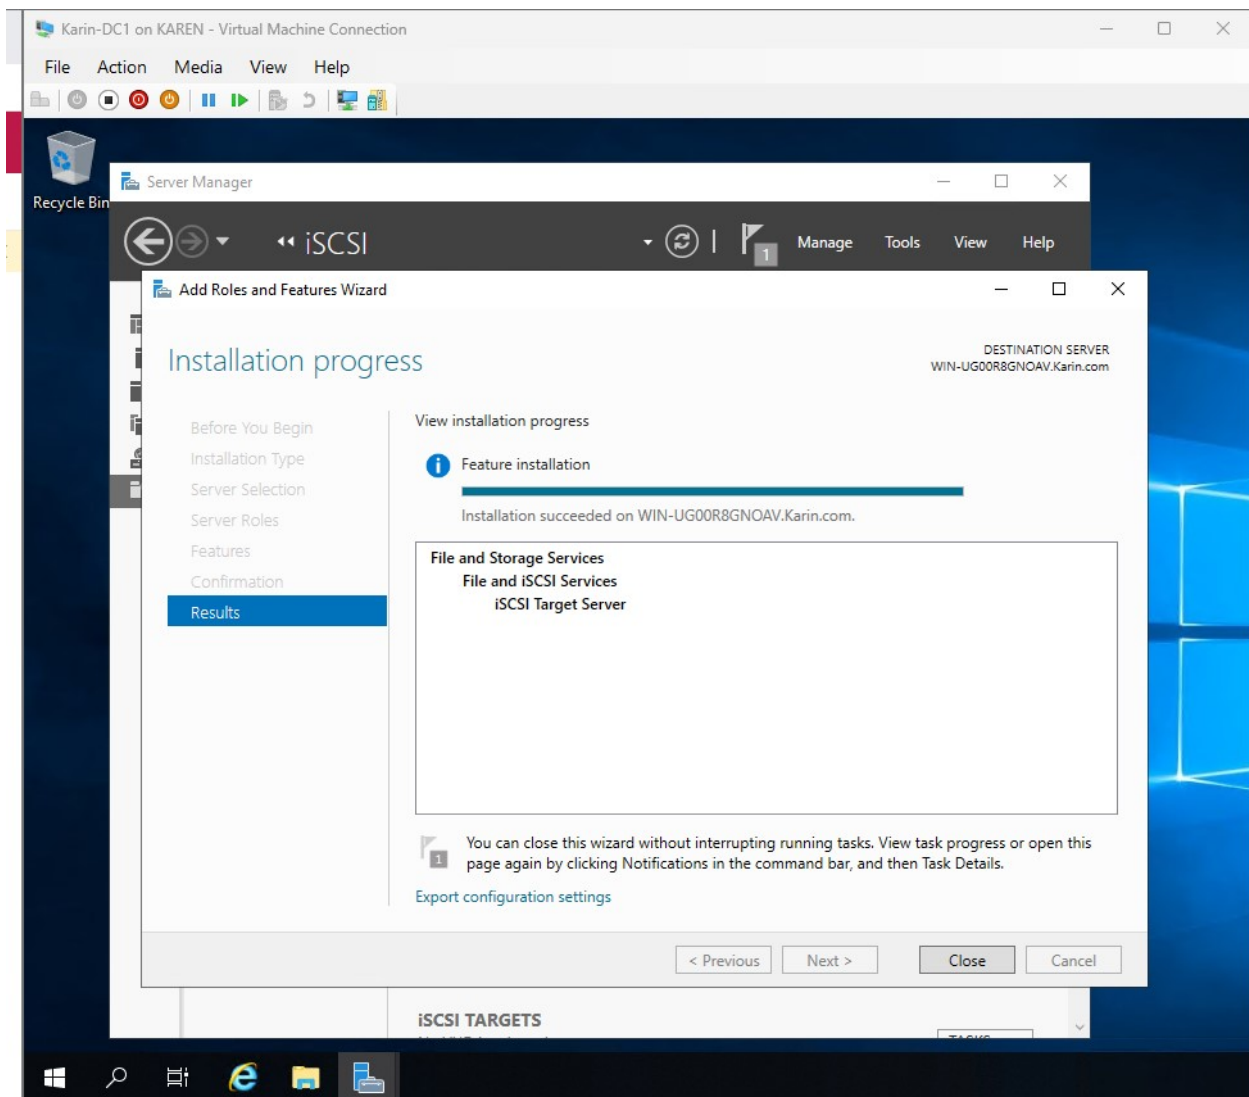 Karin-DC1 on KAREN - Virtual Machine Connection
File Action Media View Help
Recycle Bin
Server Manager
iSCSI
1
Manage Tools View Help
Add Roles and Features Wizard
Installation progress
DESTINATION SERVER
WIN-UG00R8GNOAV.Karin.com
Before You Begin
Installation Type
Server Selection
Server Roles
Features
Confirmation
Results
View installation progress
Feature installation
Installation succeeded on WIN-UG00R8GNOAV.Karin.com.
File and Storage Services
File and iSCSI Services
iSCSI Target Server
1
You can close this wizard without interrupting running tasks. View task progress or open this
page again by clicking Notifications in the command bar, and then Task Details.
Export configuration settings
< Previous Next > Close Cancel
iSCSI TARGETS